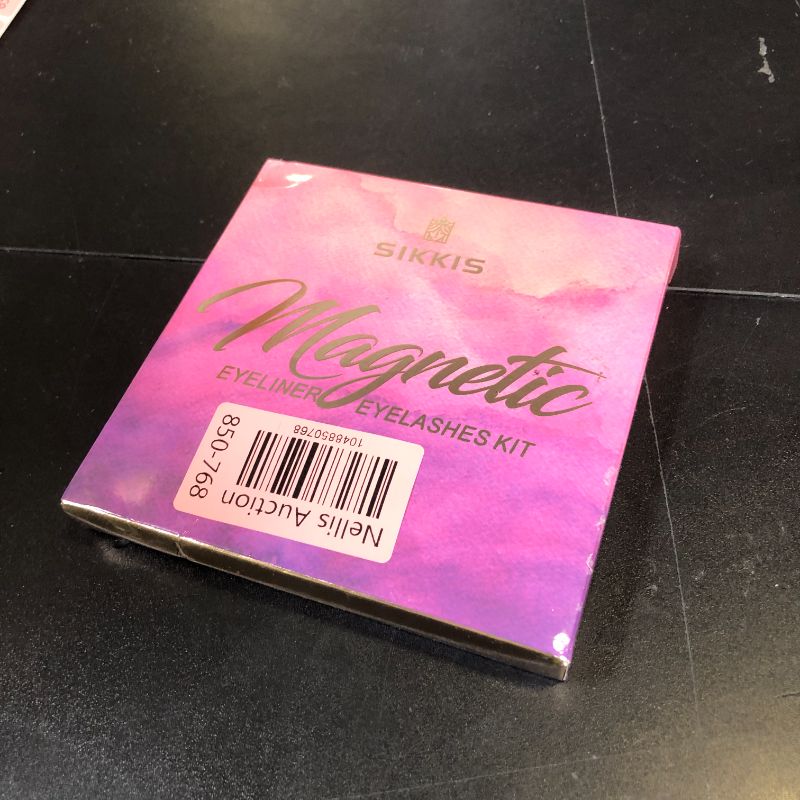 SIKKIS
Magnetic
EYELINER EYELASHES KIT
Nellis Auction
1048850768
850-768